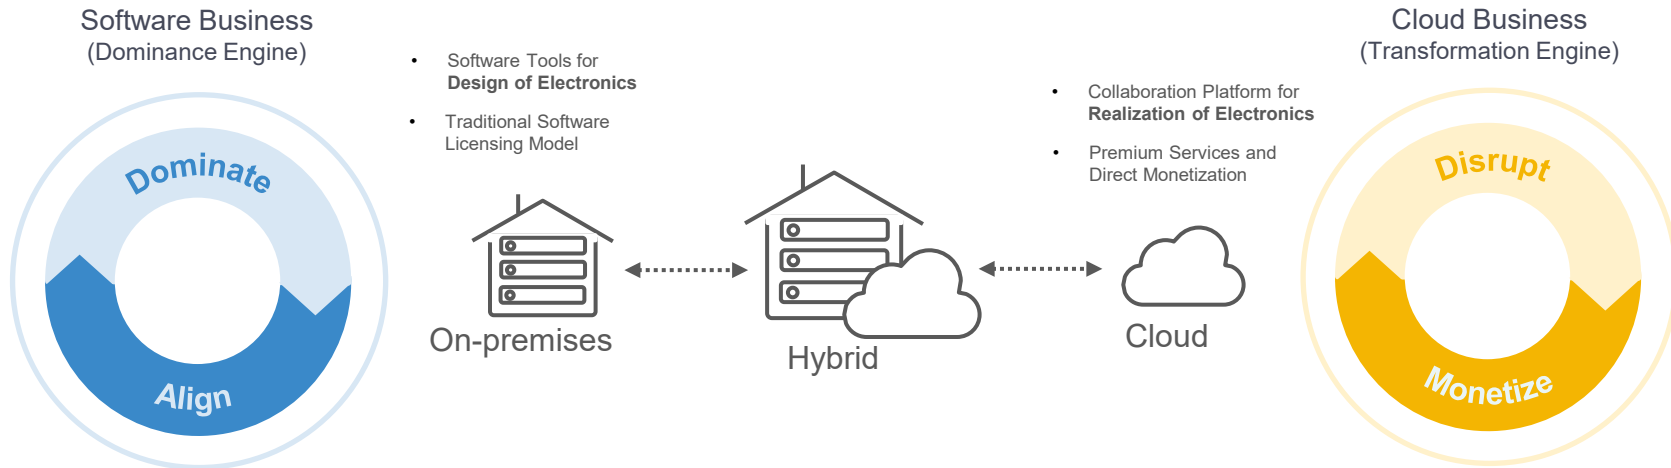 Software Business
(Dominance Engine)
Dominate
Align
• Software Tools for
Design of Electronics
• Traditional Software
Licensing Model
On-premises
Hybrid
• Collaboration Platform for
Realization of Electronics
• Premium Services and
Direct Monetization
Cloud
Cloud Business
(Transformation Engine)
Disrupt
Monetize